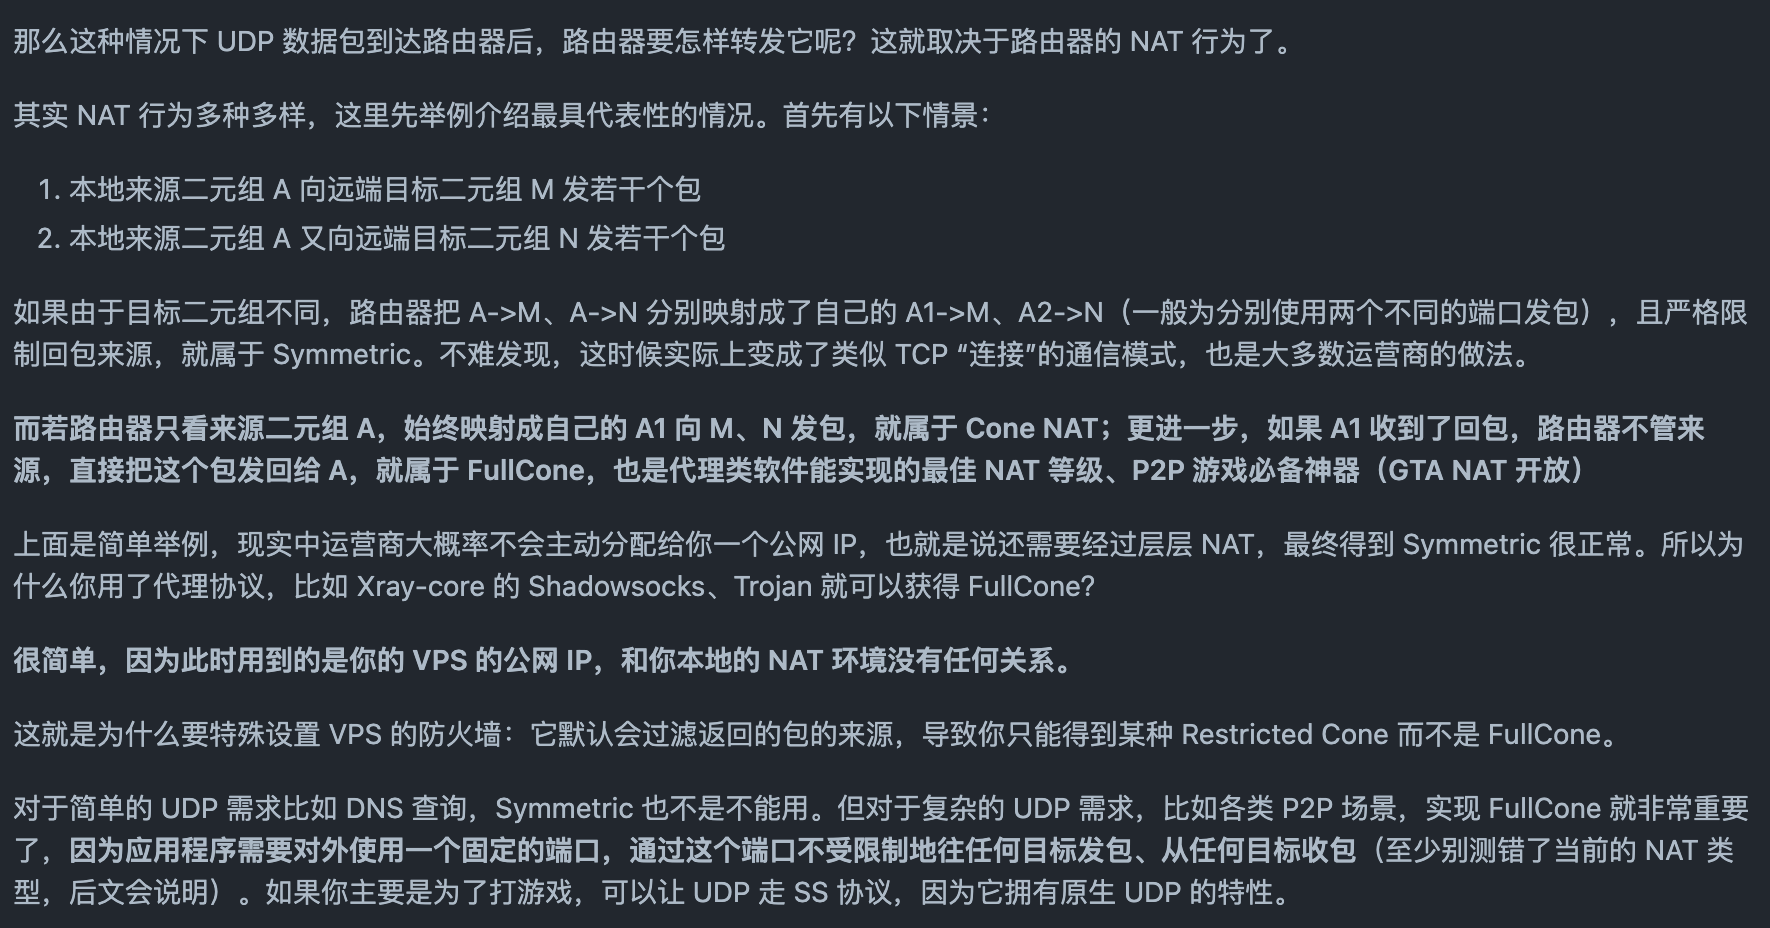 那么这种情况下 UDP 数据包到达路由器后，路由器要怎样转发它呢？这就取决于路由器的 NAT 行为了。
其实 NAT 行为多种多样，这里先举例介绍最具代表性的情况。首先有以下情景：
1. 本地来源二元组 A 向远端目标二元组 M 发若干个包
2. 本地来源二元组 A 又向远端目标二元组 N 发若干个包
如果由于目标二元组不同，路由器把 A->M、A->N 分别映射成了自己的 A1->M、A2->N（一般为分别使用两个不同的端口发包），且严格限
制回包来源，就属于 Symmetric。不难发现，这时候实际上变成了类似 TCP “连接”的通信模式，也是大多数运营商的做法。
而若路由器只看来源二元组 A，始终映射成自己的 A1 向 M、N 发包，就属于 Cone NAT；更进一步，如果 A1 收到了回包，路由器不管来
源，直接把这个包发回给 A，就属于 FullCone，也是代理类软件能实现的最佳 NAT 等级、P2P 游戏必备神器（GTA NAT 开放）
上面是简单举例，现实中运营商大概率不会主动分配给你一个公网 IP，也就是说还需要经过层层 NAT，最终得到 Symmetric 很正常。所以为
什么你用了代理协议，比如 Xray-core 的 Shadowsocks、Trojan 就可以获得 FullCone?
很简单，因为此时用到的是你的 VPS 的公网 IP，和你本地的 NAT 环境没有任何关系。
这就是为什么要特殊设置 VPS 的防火墙：它默认会过滤返回的包的来源，导致你只能得到某种 Restricted Cone 而不是 FullCone。
对于简单的 UDP 需求比如 DNS 查询，Symmetric 也不是不能用。但对于复杂的 UDP 需求，比如各类 P2P 场景，实现 FullCone 就非常重要
了，因为应用程序需要对外使用一个固定的端口，通过这个端口不受限制地往任何目标发包、从任何目标收包（至少别测错了当前的 NAT 类
型，后文会说明）。如果你主要是为了打游戏，可以让 UDP 走 SS 协议，因为它拥有原生 UDP 的特性。